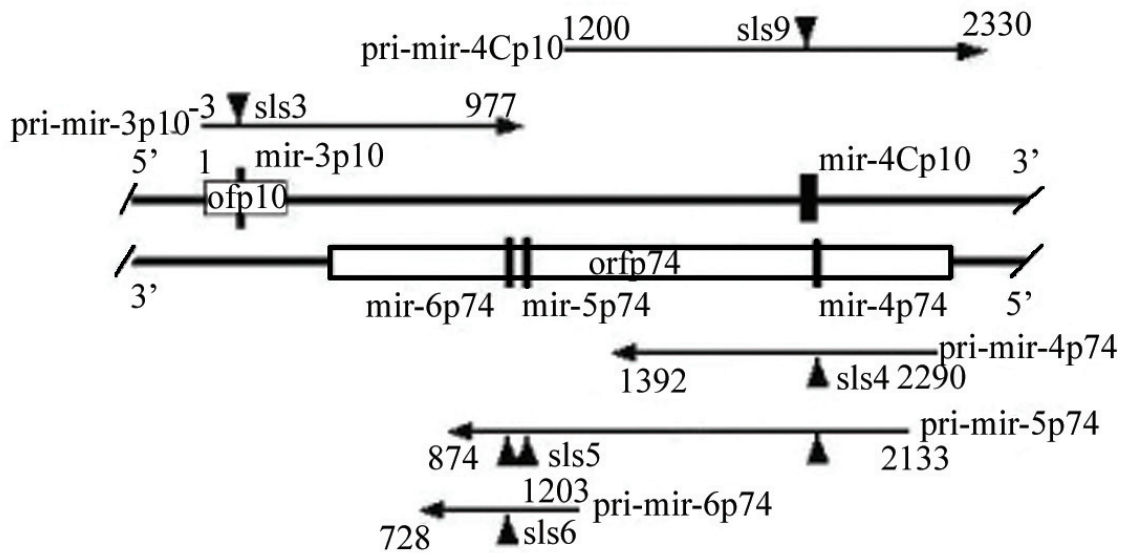 1200 sls9 2330
pri-mir-4Cp10
-3 sls3 977
pri-mir-3p10
5’ 1 mir-3p10 mir-4Cp10 3’
ofp10
orfp74
3’ mir-6p74 mir-5p74 mir-4p74 5’
pri-mir-4p74
1392 sls4 2290
pri-mir-5p74
874 sls5 2133
1203 pri-mir-6p74
728 sls6